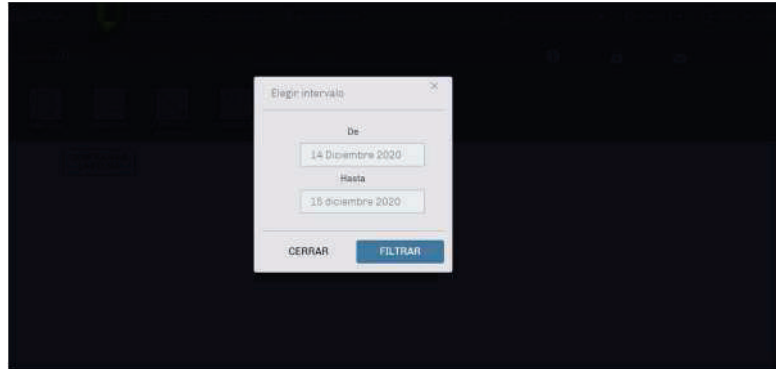 Elegir intervalo
De
14 Diciembre 2020
Hasta
15 diciembre 2020
CERRAR
FILTRAR